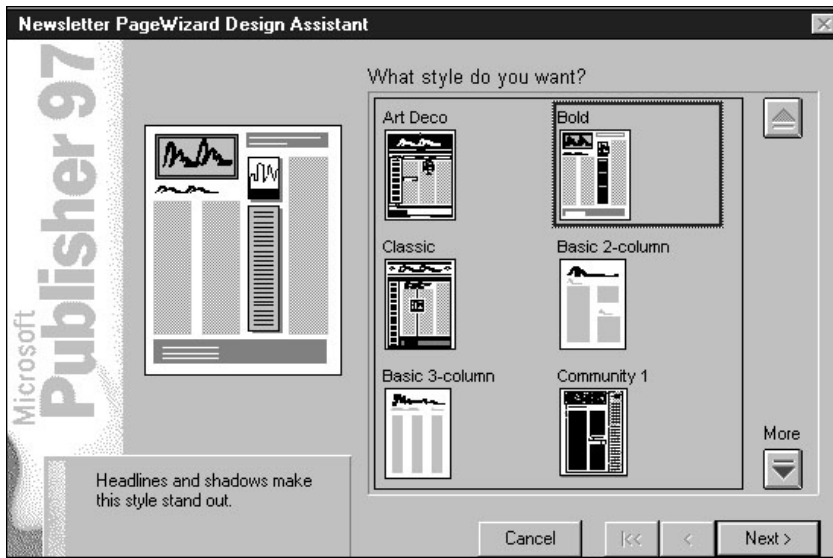 Newsletter PageWizard Design Assistant
Microsoft
Publisher 97
What style do you want?
Art Deco
Bold
Classic
Basic 2-column
Basic 3-column
Community 1
More
Headlines and shadows make
this style stand out.
Cancel
|<<
<
Next >